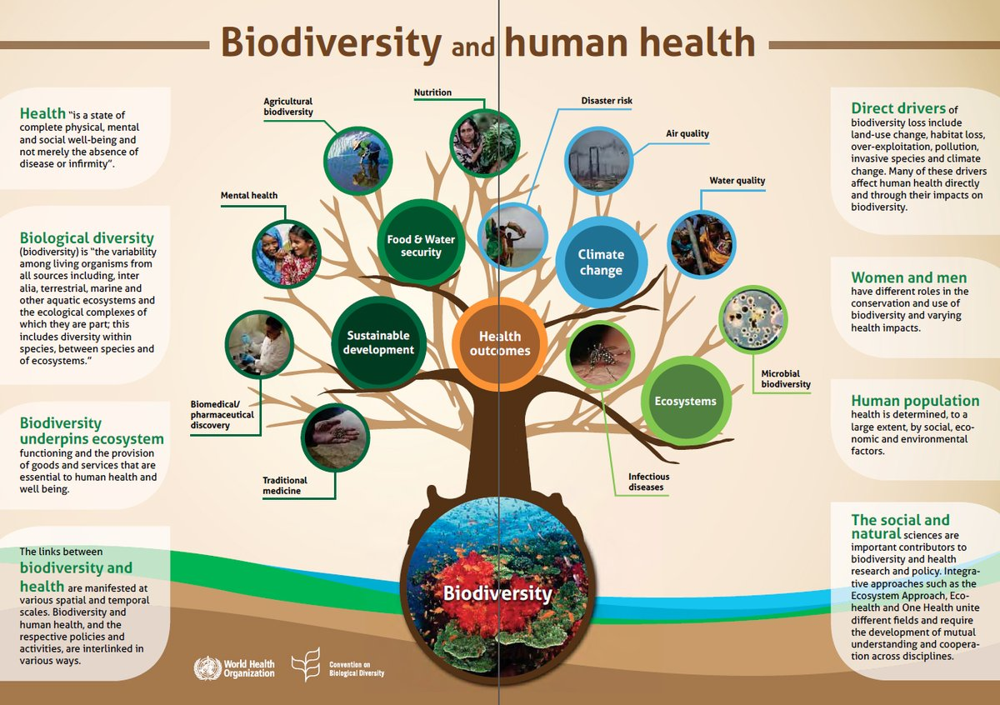 Biodiversity and human health
Health “is a state of
complete physical, mental
and social well-being and
not merely the absence of
disease or infirmity”.
Biological diversity
(biodiversity) is “the variability
among living organisms from
all sources including, inter
alia, terrestrial, marine and
other aquatic ecosystems and
the ecological complexes of
which they are part; this
includes diversity within
species, between species and
of ecosystems.”
Biodiversity
underpins ecosystem
functioning and the provision
of goods and services that are
essential to human health and
well being.
The links between
biodiversity and
health are manifested at
various spatial and temporal
scales. Biodiversity and
human health, and the
respective policies and
activities, are interlinked in
various ways.
Agricultural
biodiversity
Nutrition
Disaster risk
Air quality
Water quality
Mental health
Food & Water
security
Climate
change
Sustainable
development
Health
outcomes
Ecosystems
Microbial
biodiversity
Biomedical/
pharmaceutical
discovery
Traditional
medicine
Infectious
diseases
Biodiversity
World Health
Organization
Convention on
Biological Diversity
Direct drivers of
biodiversity loss include
land-use change, habitat loss,
over-exploitation, pollution,
invasive species and climate
change. Many of these drivers
affect human health directly
and through their impacts on
biodiversity.
Women and men
have different roles in the
conservation and use of
biodiversity and varying
health impacts.
Human population
health is determined, to a
large extent, by social, eco-
nomic and environmental
factors.
The social and
natural sciences are
important contributors to
biodiversity and health
research and policy. Integra-
tive approaches such as the
Ecosystem Approach, Eco-
health and One Health unite
different fields and require
the development of mutual
understanding and coopera-
tion across disciplines.